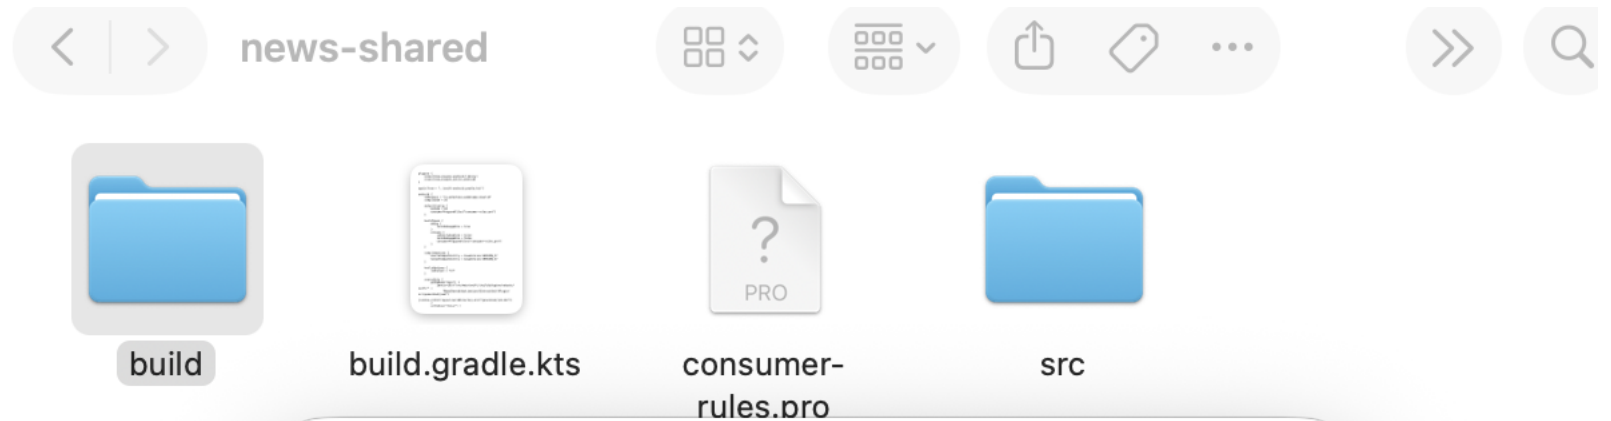 news-shared
PRO
build
build.gradle.kts
consumer-
rules.pro
src